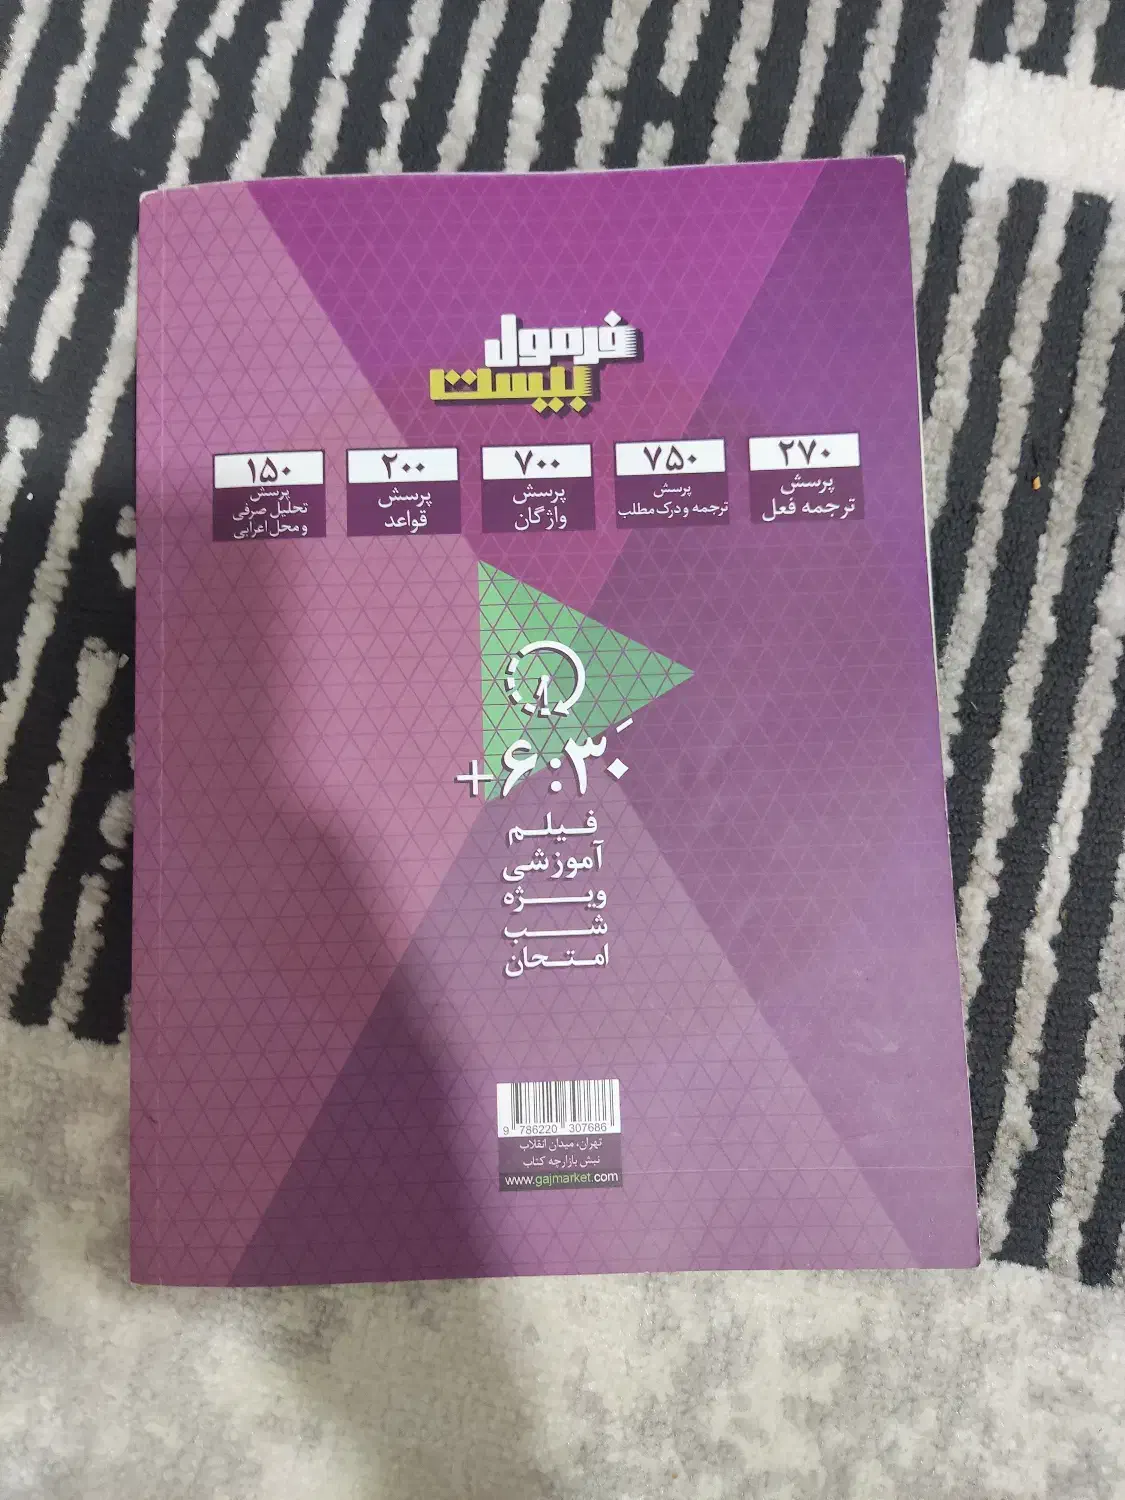 فرمول
بیست
۲۷۰
پرسش
ترجمه فعل
۷۵۰
پرسش
ترجمه و درک مطلب
۷۰۰
پرسش
واژگان
۲۰۰
پرسش
قواعد
۱۵۰
پرسش
تحلیل صرفی
و محل اعرابی
+۶:۳۰َ
فیلم
آموزشی
ویژه
شب
امتحان
9 786220 307686
تهران، میدان انقلاب
نبش بازارچه کتاب
www.gajmarket.com